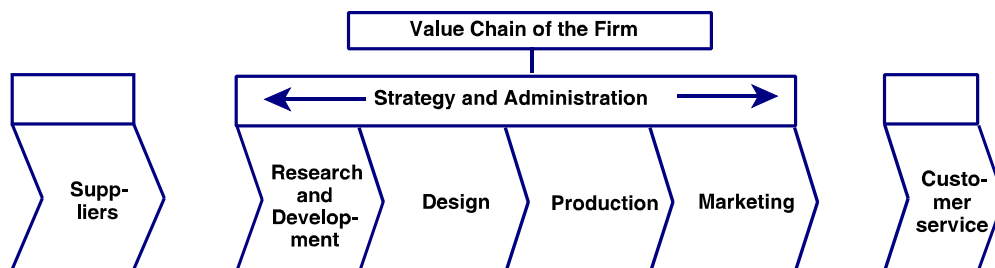 Value Chain of the Firm
Strategy and Administration
Supp-
liers
Research
and
Develop-
ment
Design
Production
Marketing
Custo-
mer
service